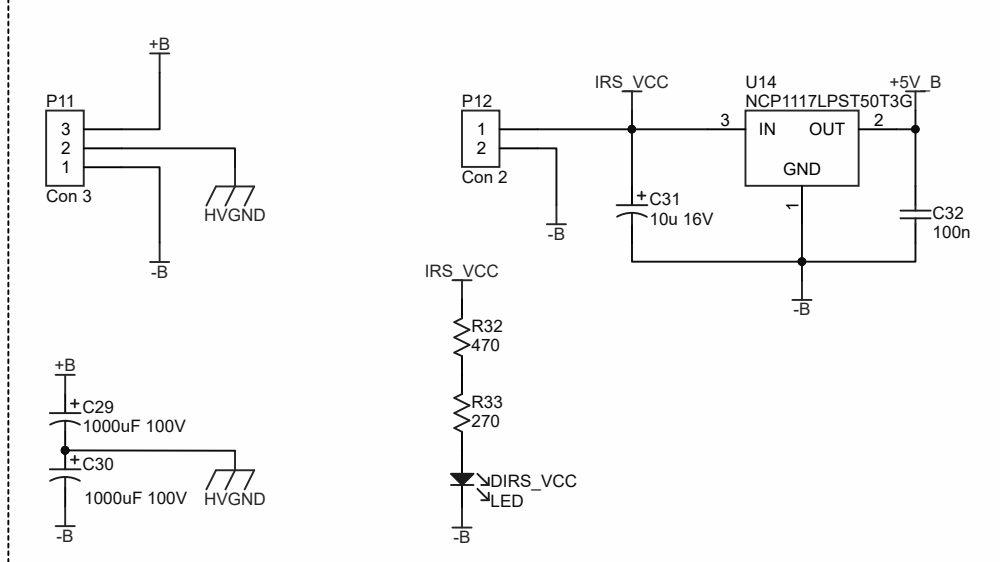 +B
P11
3
2
1
Con 3
HVGND
-B
+B
+
C29
1000uF 100V
+
C30
1000uF 100V
HVGND
-B
P12
1
2
Con 2
-B
IRS_VCC
+
C31
10u 16V
U14
NCP1117LPST50T3G
3
IN
OUT
2
GND
1
+5V_B
C32
100n
-B
IRS_VCC
R32
470
R33
270
DIRS_VCC
LED
-B